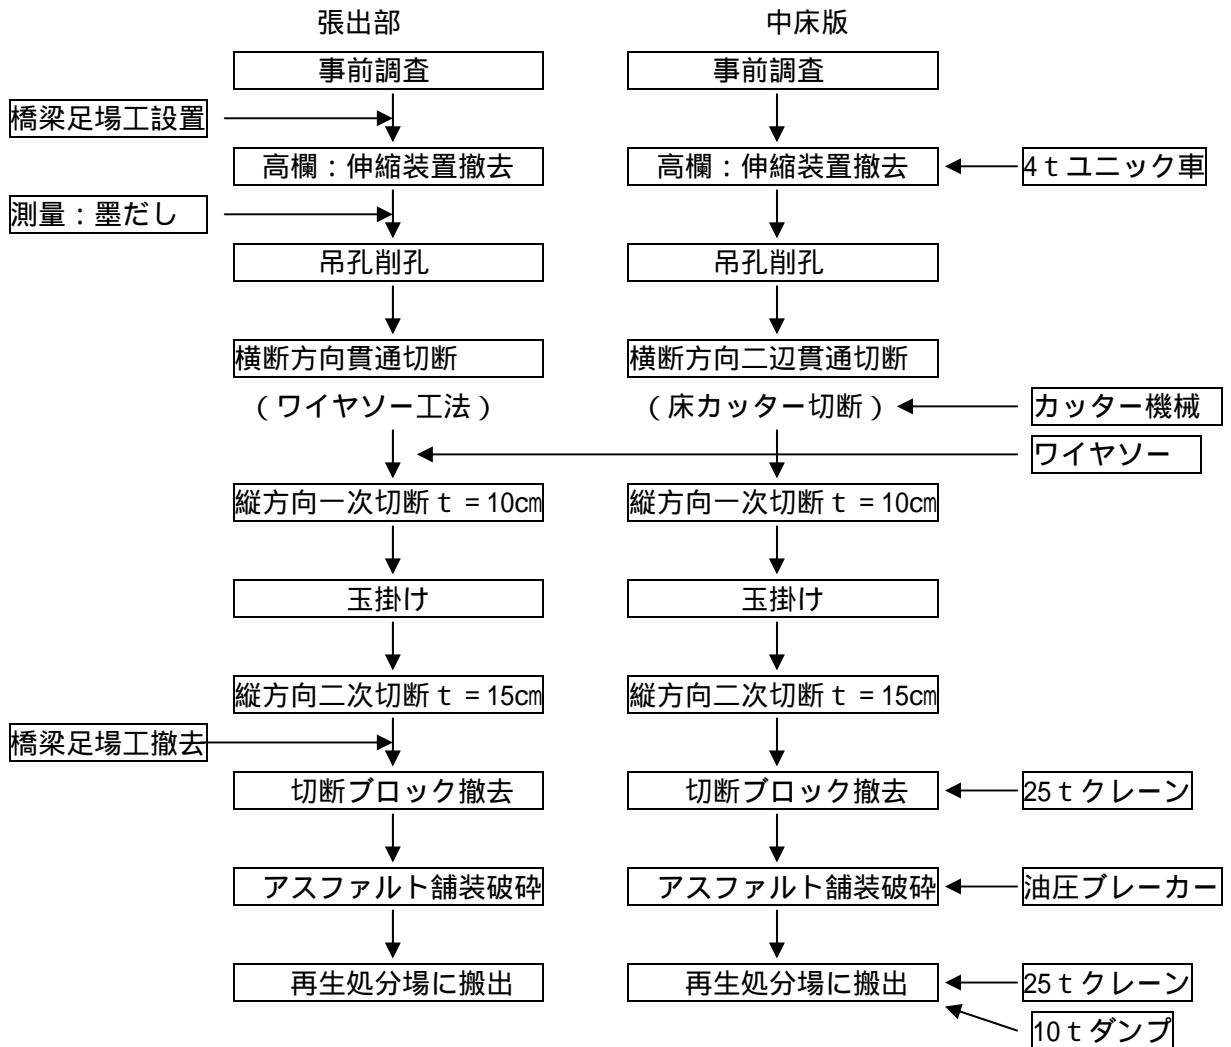 張出部 中床版
事前調査 事前調査
橋梁足場工設置
高欄：伸縮装置撤去 高欄：伸縮装置撤去 4ｔユニック車
測量：墨だし
吊孔削孔 吊孔削孔
横断方向貫通切断 横断方向二辺貫通切断
（ワイヤソー工法） （床カッター切断） カッター機械
ワイヤソー
縦方向一次切断ｔ＝10㎝ 縦方向一次切断ｔ＝10㎝
玉掛け 玉掛け
縦方向二次切断ｔ＝15㎝ 縦方向二次切断ｔ＝15㎝
橋梁足場工撤去
切断ブロック撤去 切断ブロック撤去 25ｔクレーン
アスファルト舗装破砕 アスファルト舗装破砕 油圧ブレーカー
再生処分場に搬出 再生処分場に搬出 25ｔクレーン
10ｔダンプ